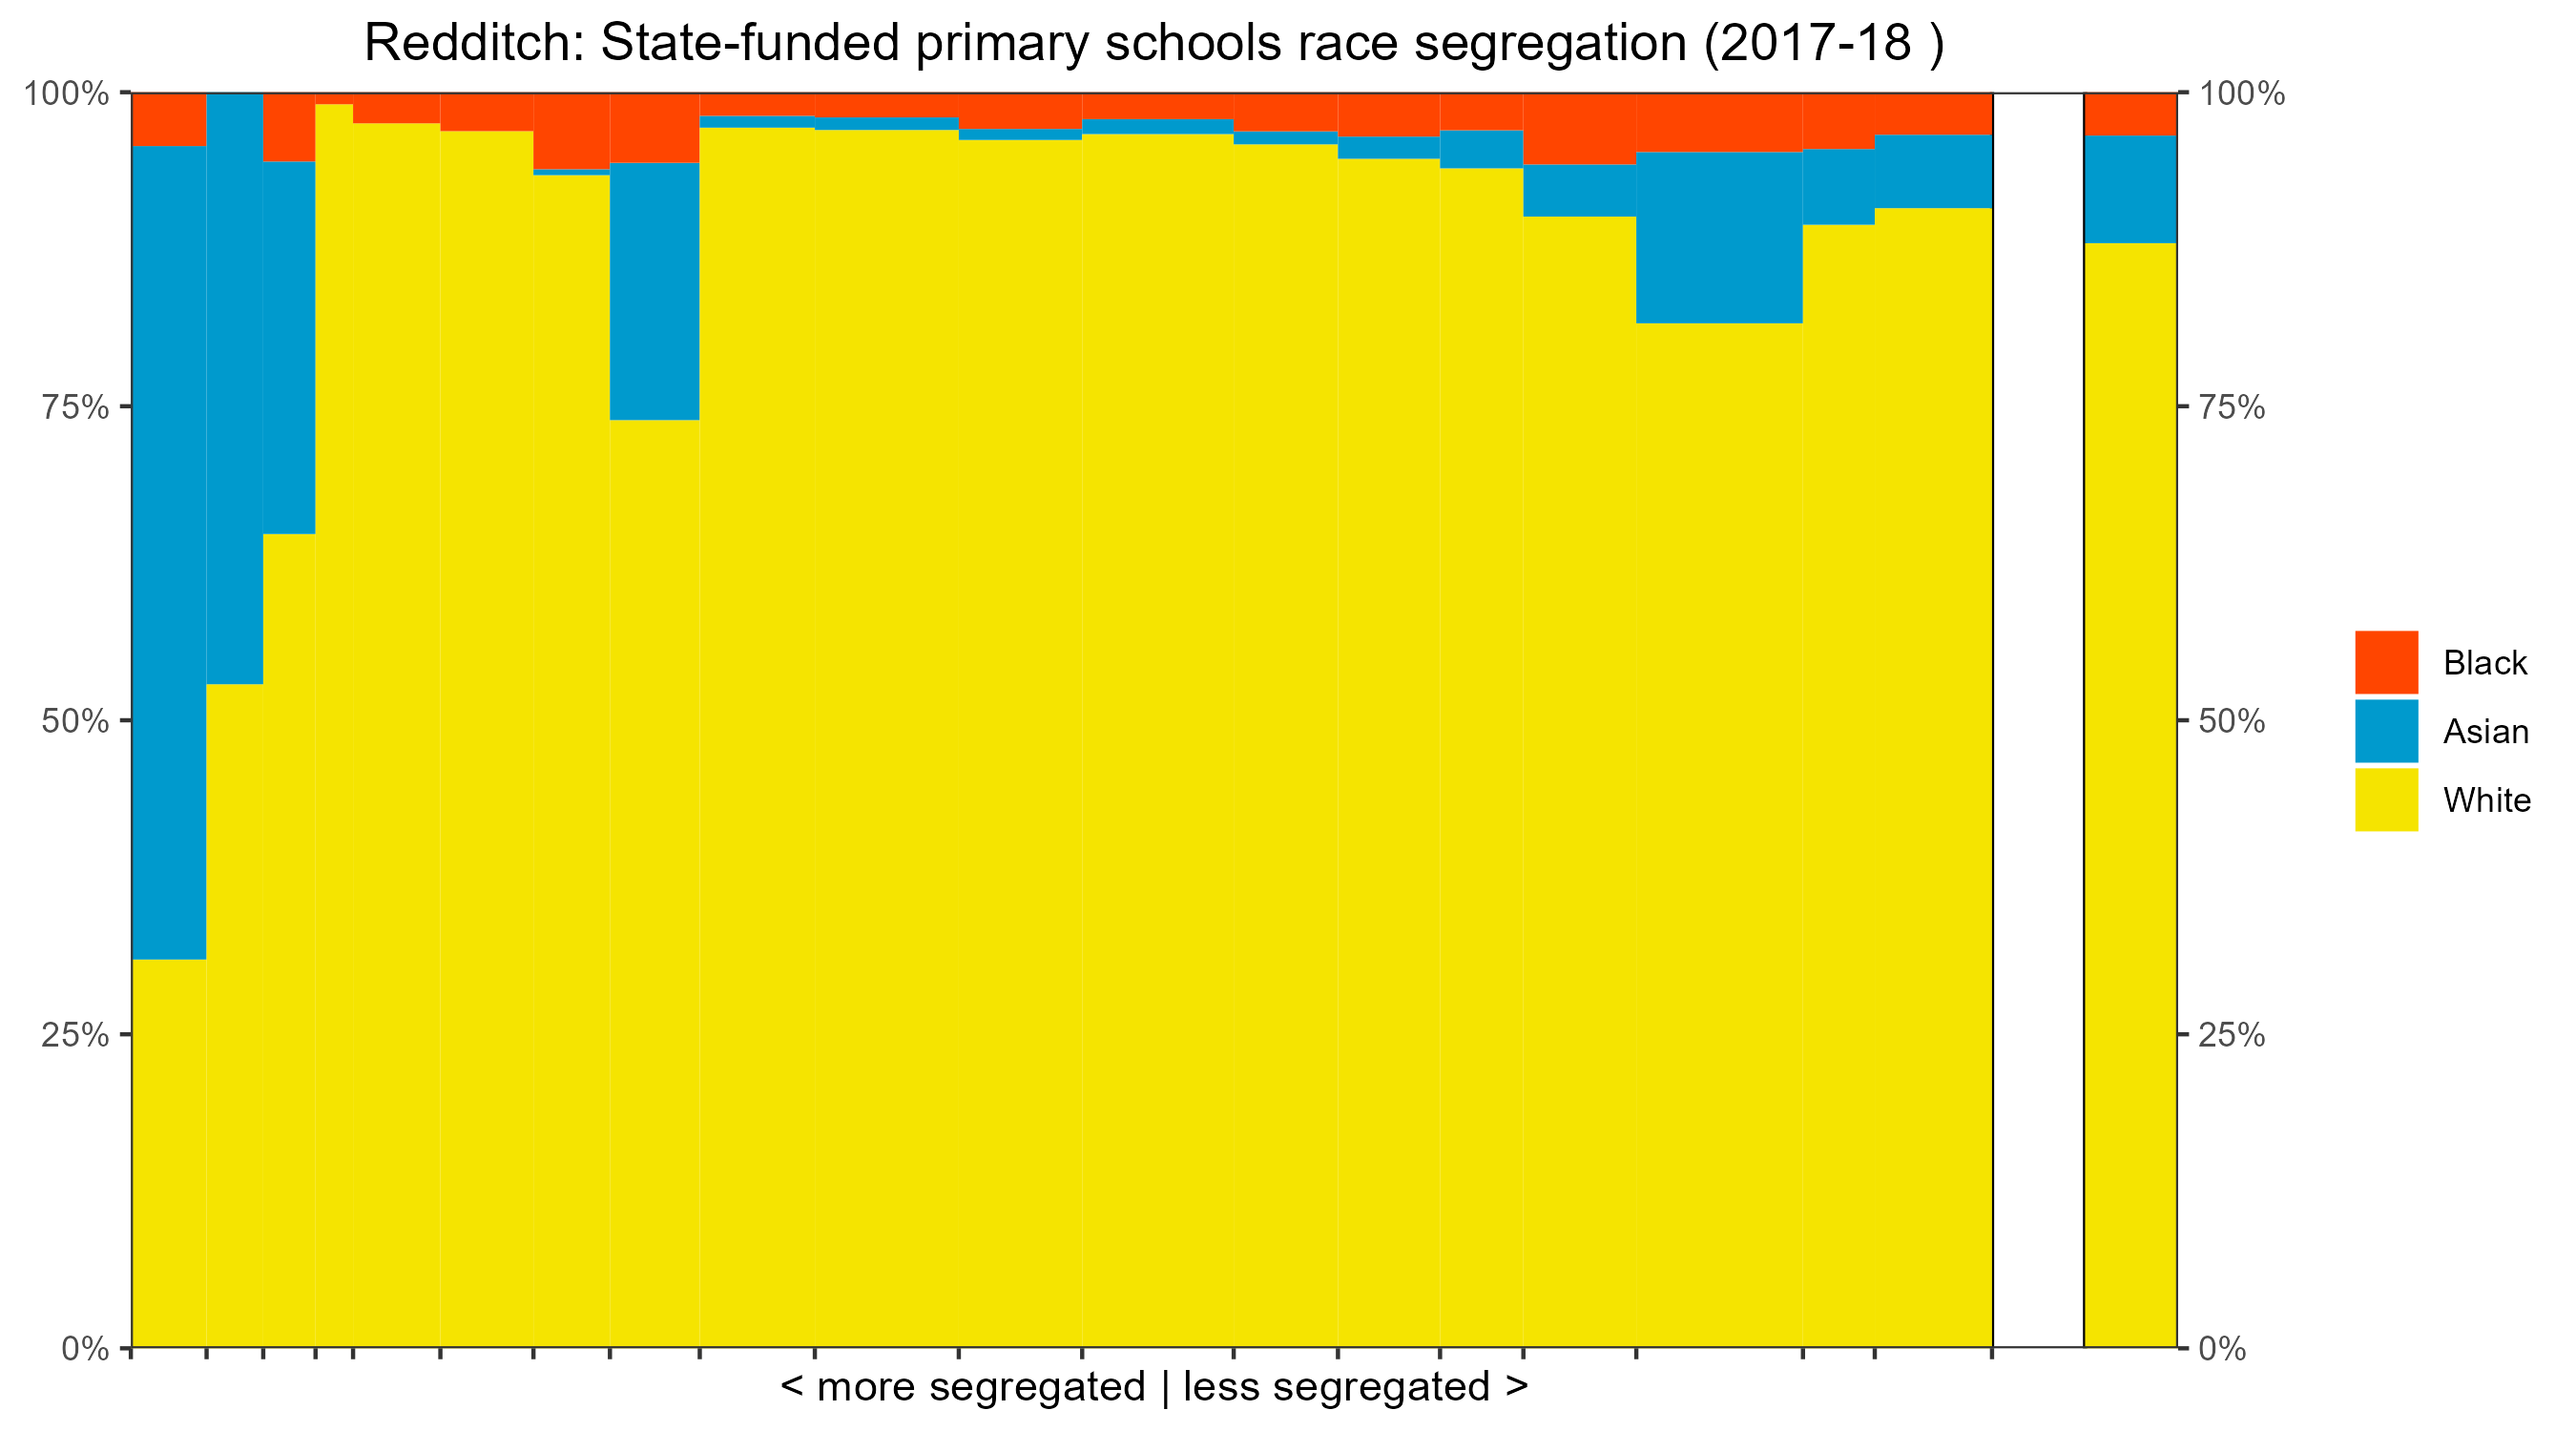 Redditch: State-funded primary schools race segregation (2017-18 )
100%
75%
50%
25%
0%
100%
75%
50%
25%
0%
Black
Asian
White
< more segregated | less segregated >